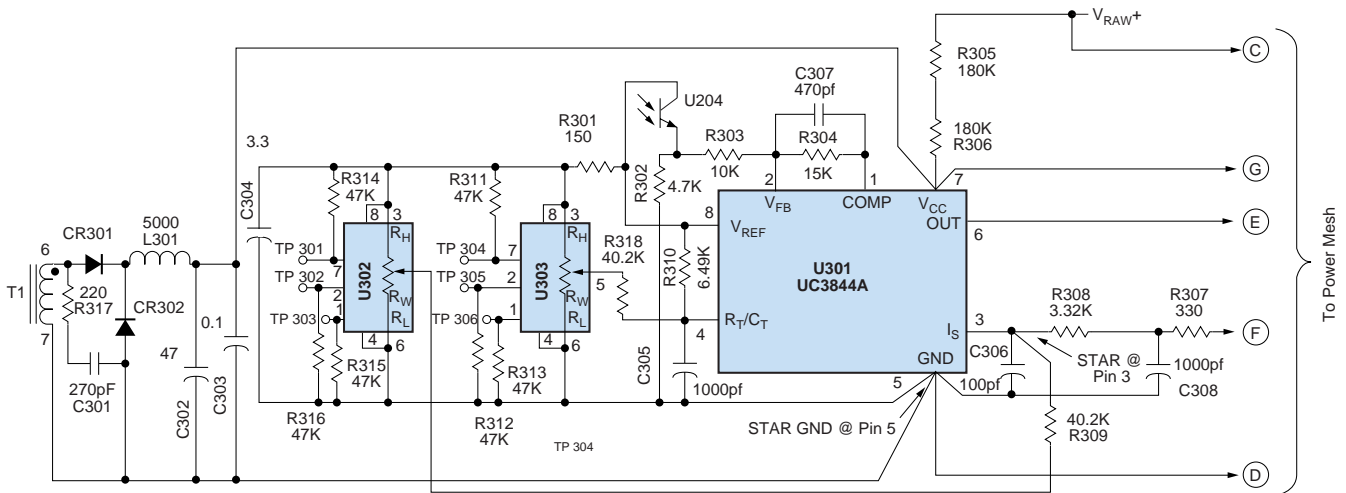 VRAW+
C
R305
180K
C307
470pf
U204
R301
150
3.3
180K
R306
R303
10K
R304
15K
R302
4.7K
C304
R314
47K
R311
47K
2
VFB
1
COMP
7
VCC
G
5000
L301
6
CR301
8
3
RH
8
3
RH
R318
40.2K
8
VREF
OUT
6
E
To Power Mesh
TP 301
7
TP 304
7
R310
6.49K
U301
UC3844A
T1
220
R317
CR302
TP 302
2
U302
RW
TP 305
2
U303
RW
5
0.1
TP 303
1
RL
TP 306
1
RL
4
RT/CT
R308
3.32K
R307
330
IS
3
F
7
47
4
6
4
6
GND
C306
100pf
STAR @
Pin 3
1000pf
C308
270pF
C301
C302
C303
R315
47K
R313
47K
C305
1000pf
5
R316
47K
R312
47K
TP 304
STAR GND @ Pin 5
40.2K
R309
D